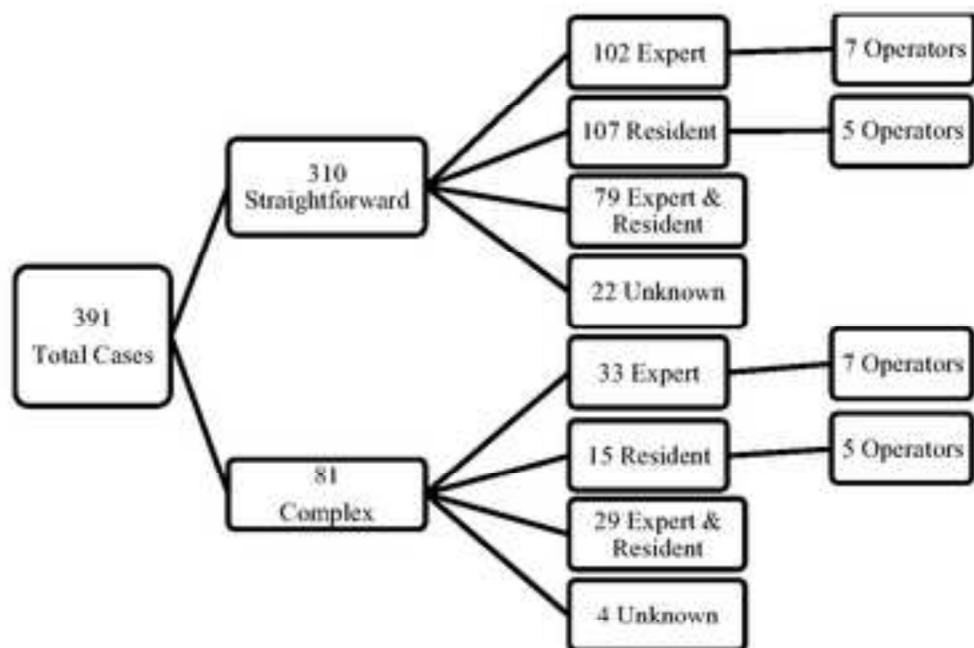 391
Total Cases
310
Straightforward
81
Complex
102 Expert
107 Resident
79 Expert &
Resident
22 Unknown
33 Expert
15 Resident
29 Expert &
Resident
4 Unknown
7 Operators
5 Operators
7 Operators
5 Operators